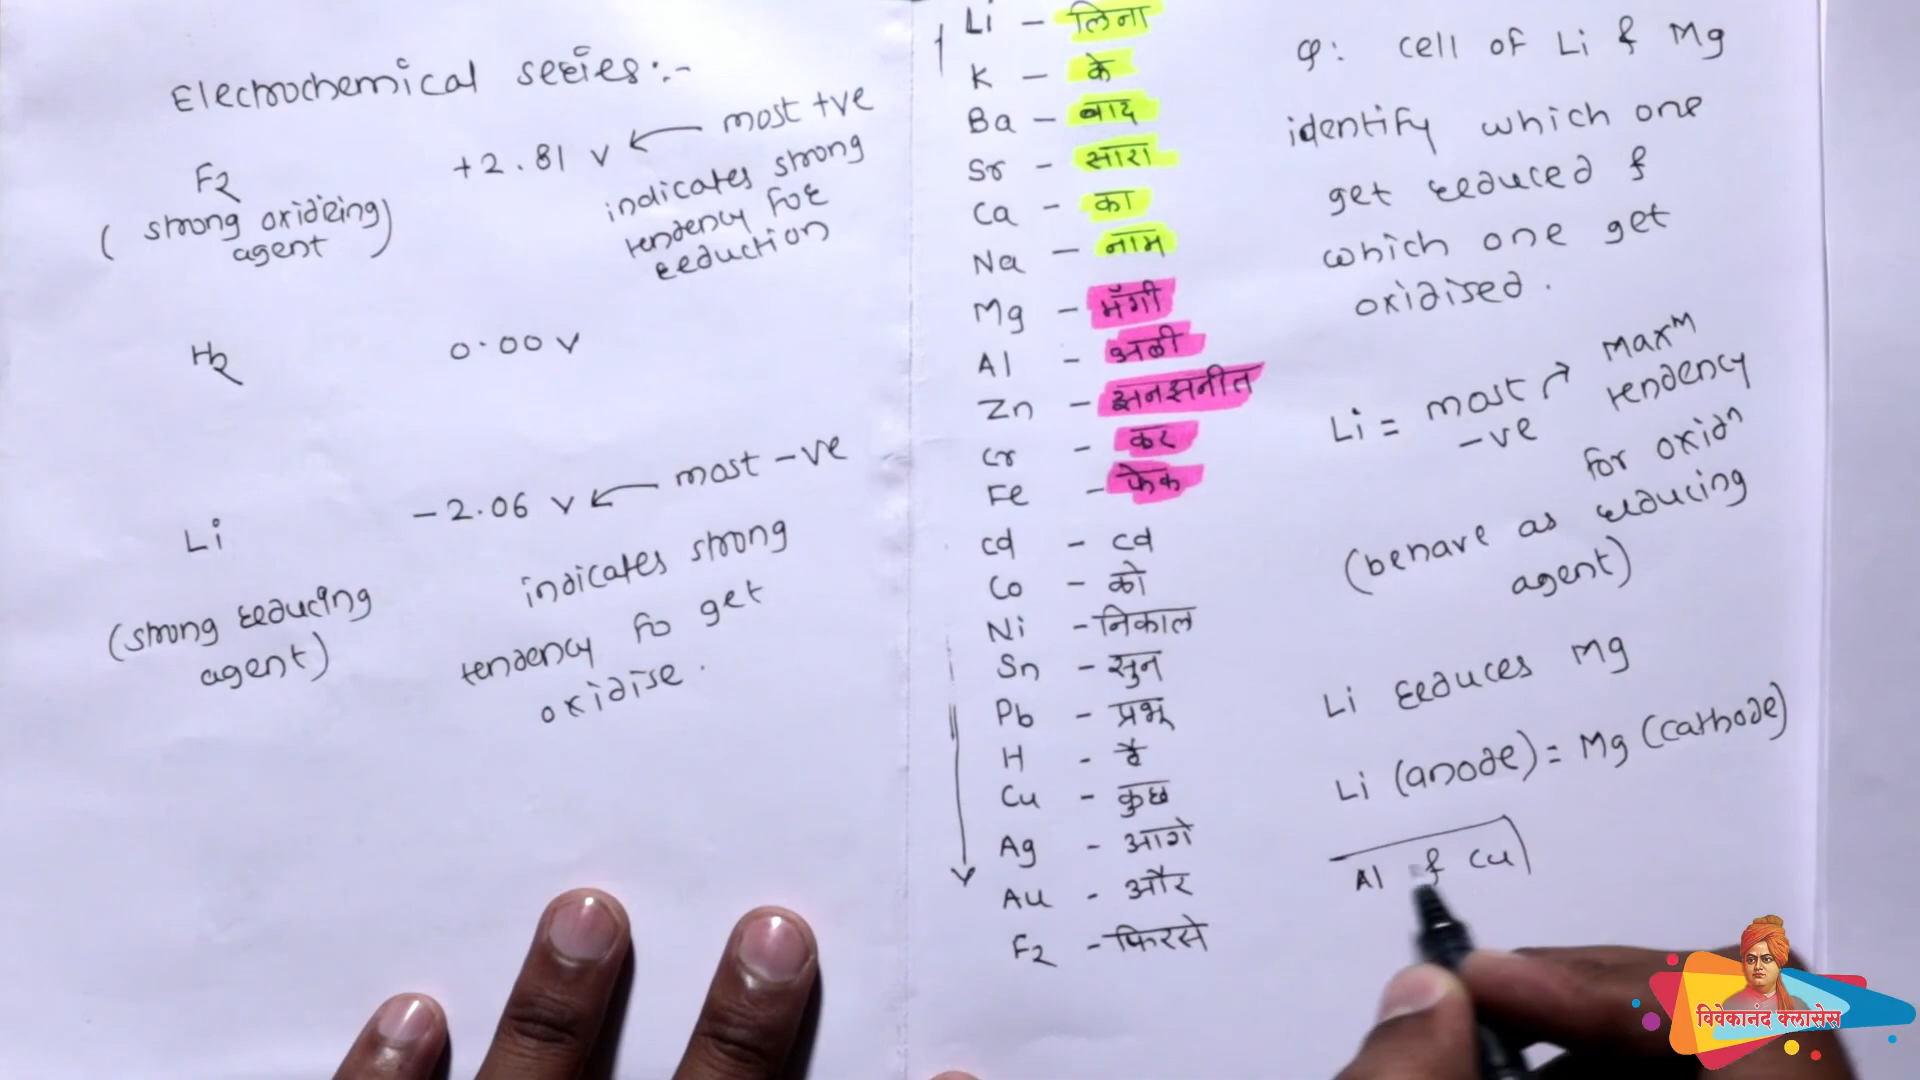 Electrochemical series:-
F2 +2.81 V ← most +ve
(strong oxidizing agent)
indicates strong
tendency for
reduction
H2 0.00 V
Li -2.06 V ← most -ve
(strong reducing
agent)
indicates strong
tendency fo get
oxidise.
Li - लिना
K - के
Ba - बाद
Sr - सारा
Ca - का
Na - नाम
Mg - मॅगी
Al - अळी
Zn - झनझनीत
Cr - कर
Fe - फेक
Cd - Cd
Co - को
Ni - निकाल
Sn - सुन
Pb - प्रभू
H - है
Cu - कुछ
Ag - आगे
Au - और
F2 - फिरसे
Q: Cell of Li & Mg
identify which one
get reduced &
which one get
oxidised.
Li = most -ve → maxm
tendency
for oxidn
(behave as reducing
agent)
Li reduces Mg
Li (anode) = Mg (cathode)
Al & Cu
विवेकानंद क्लासेस